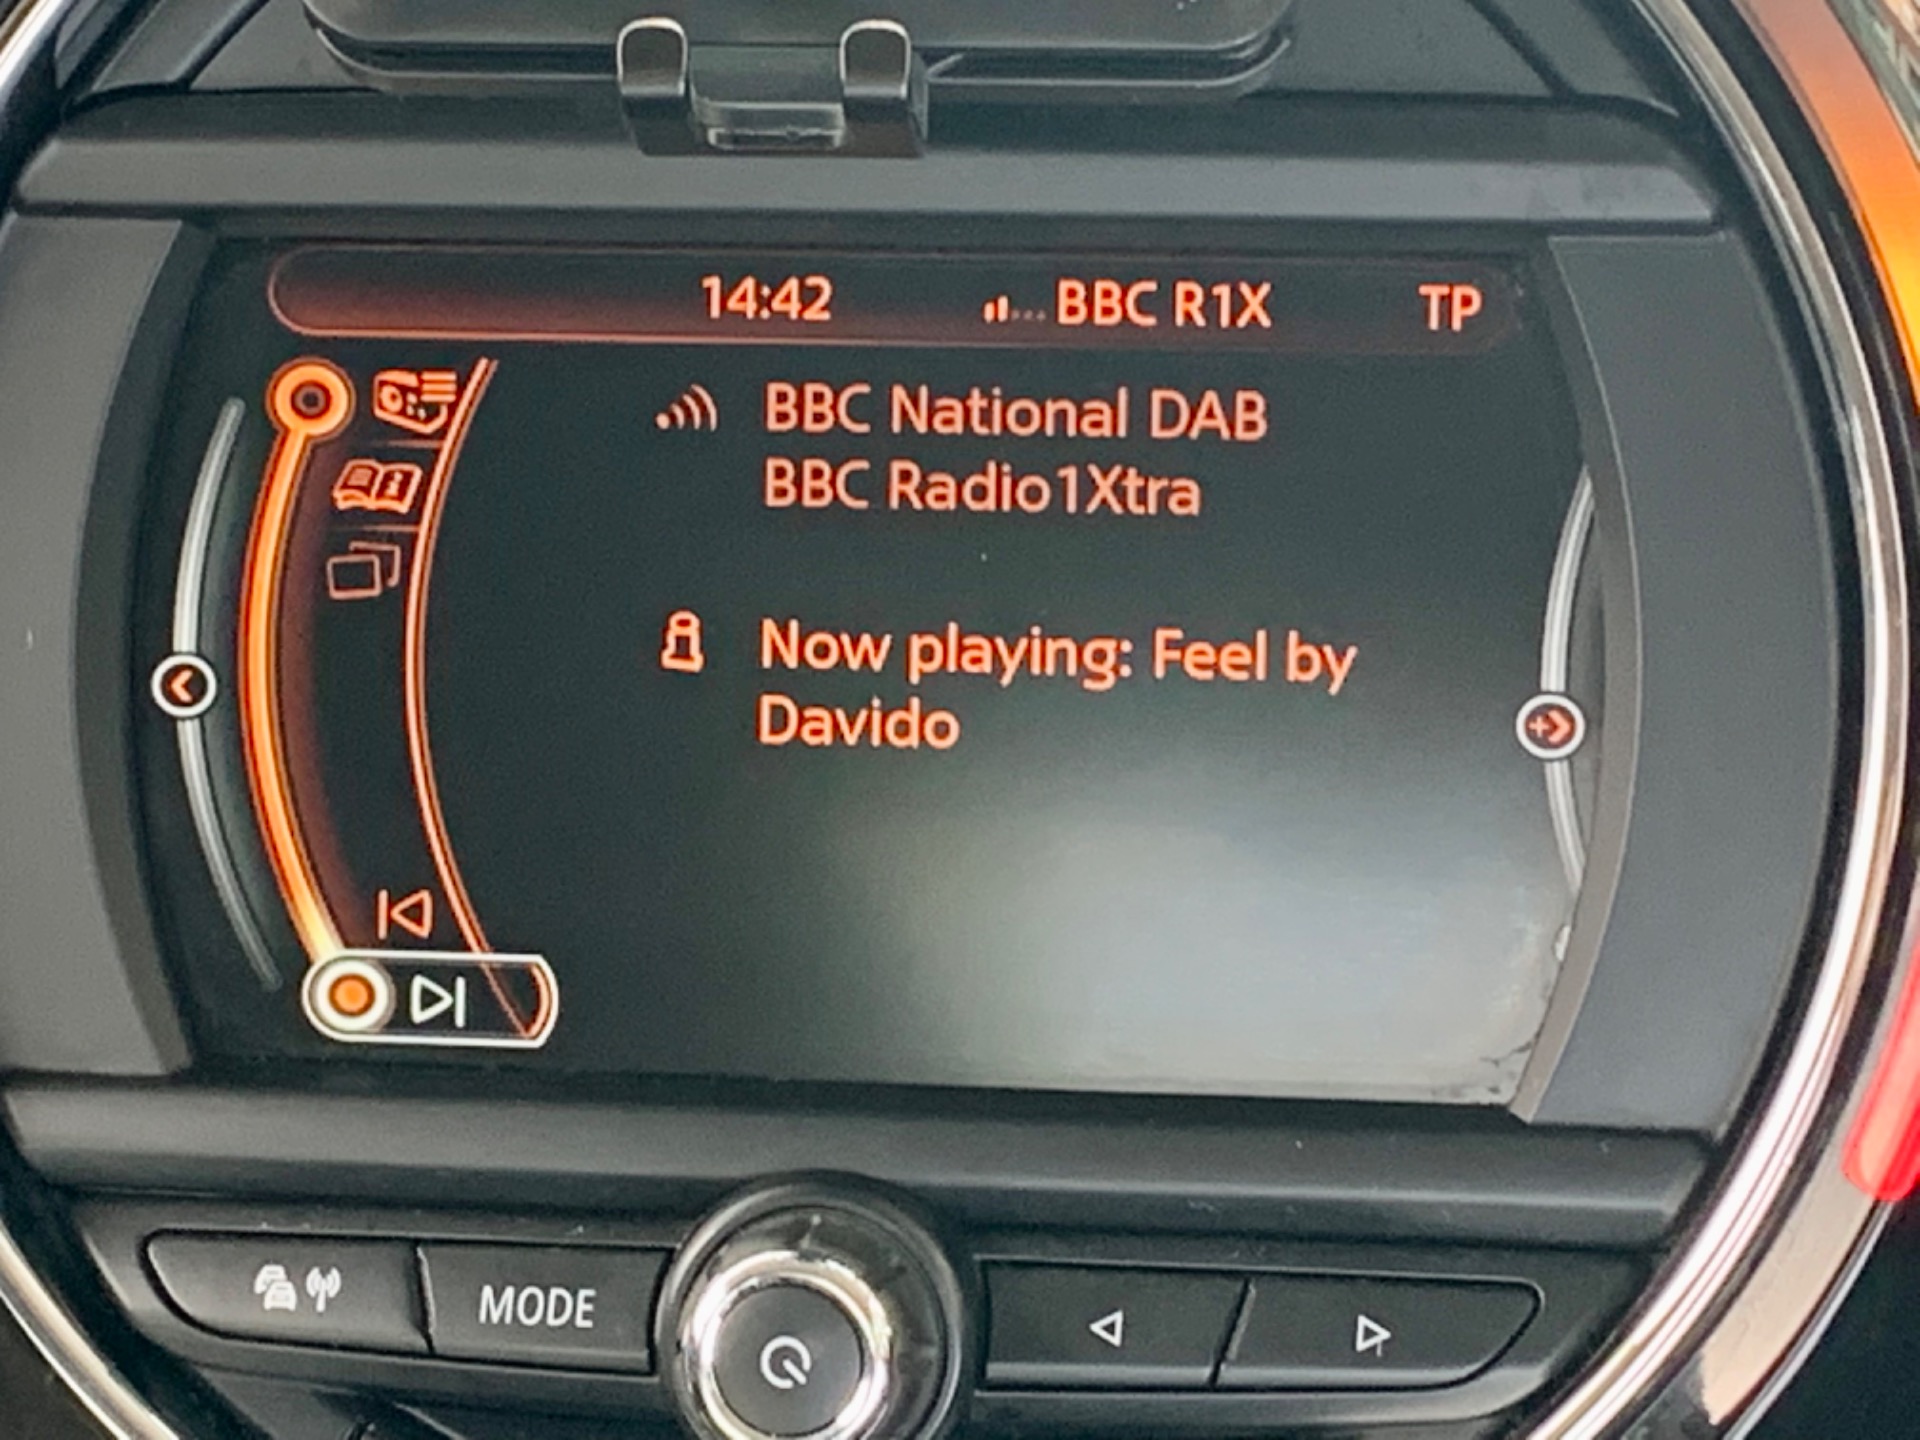 14:42 BBC R1X TP
BBC National DAB
BBC Radio1Xtra
Now playing: Feel by
Davido
MODE